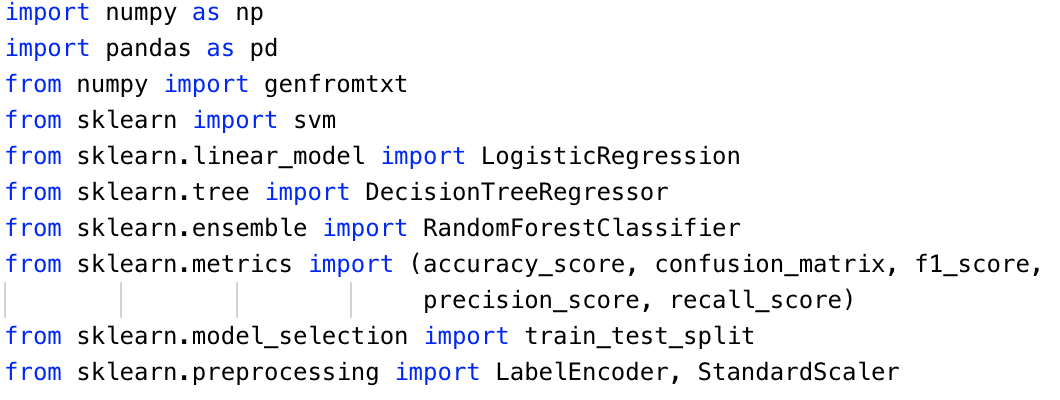 import numpy as np
import pandas as pd
from numpy import genfromtxt
from sklearn import svm
from sklearn.linear_model import LogisticRegression
from sklearn.tree import DecisionTreeRegressor
from sklearn.ensemble import RandomForestClassifier
from sklearn.metrics import (accuracy_score, confusion_matrix, f1_score,
                             precision_score, recall_score)
from sklearn.model_selection import train_test_split
from sklearn.preprocessing import LabelEncoder, StandardScaler